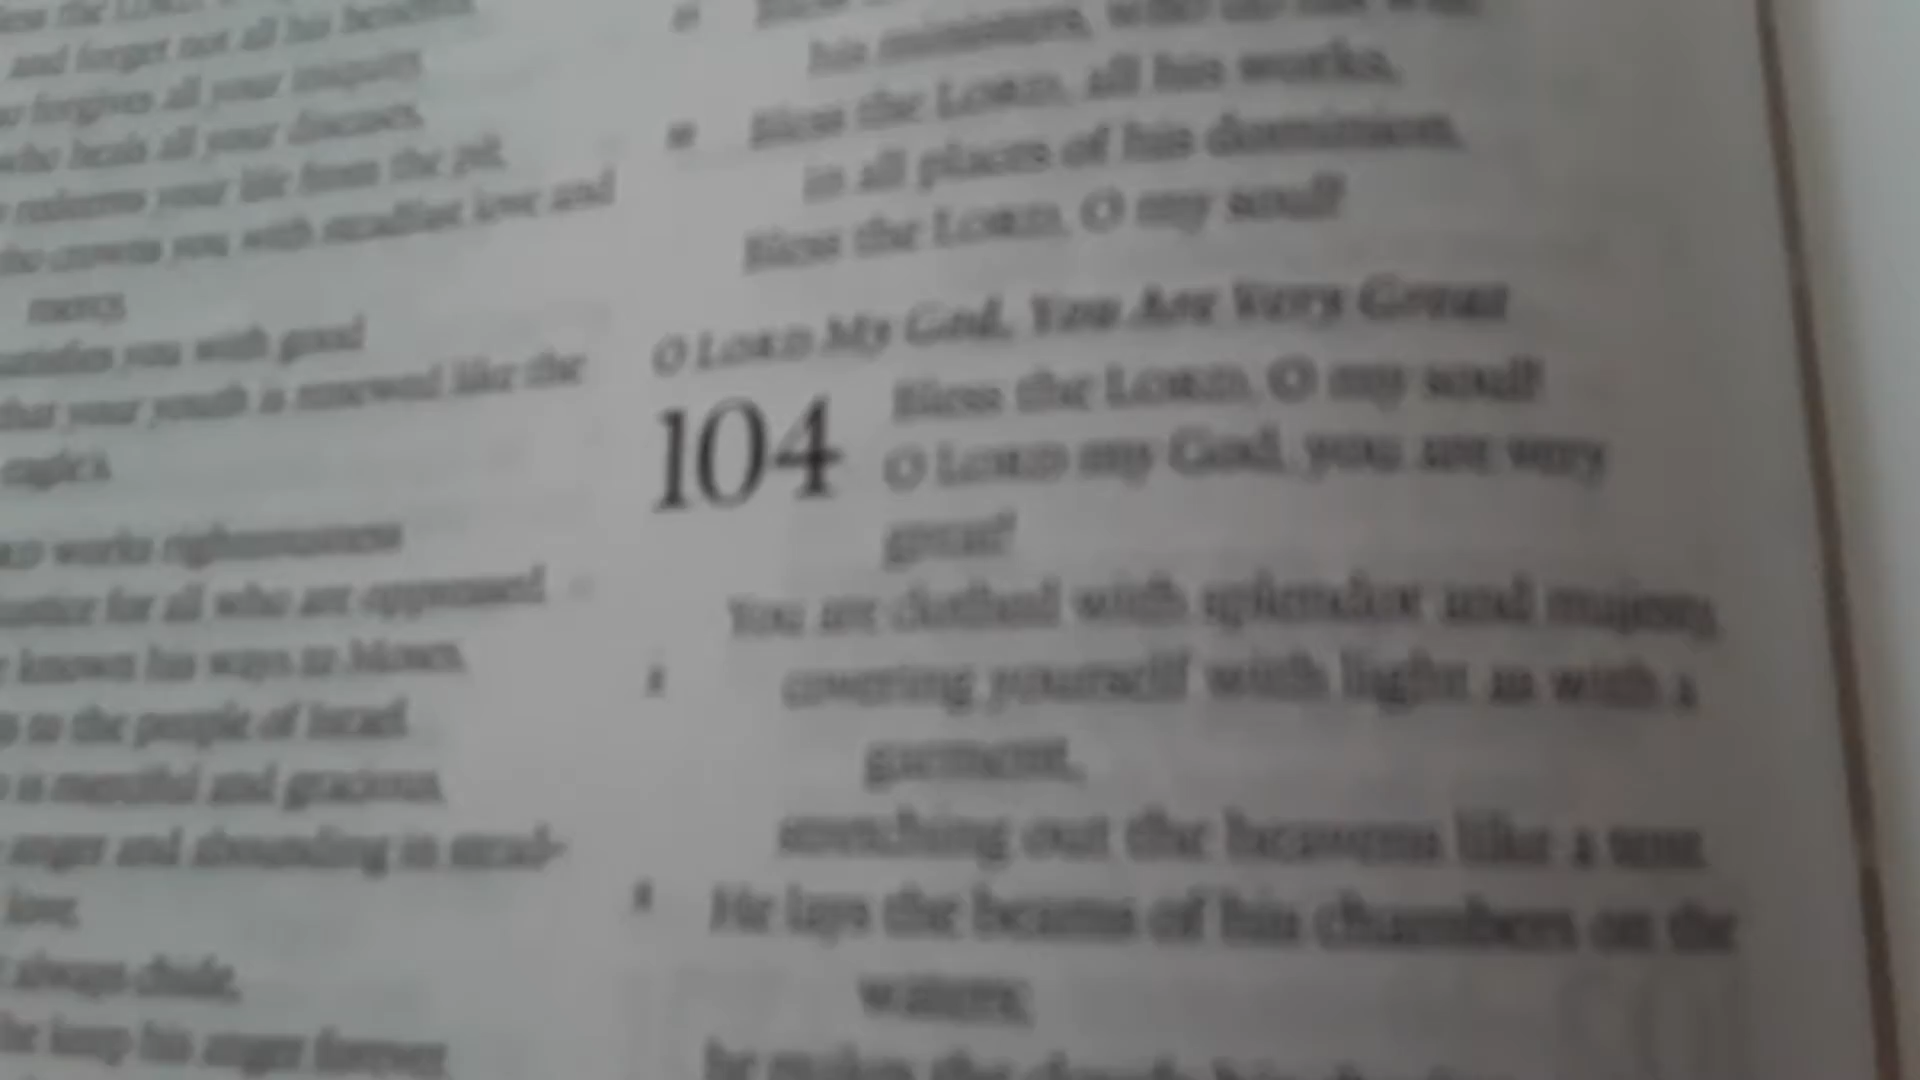 and forget not all his benefits,
forgives all your iniquity,
who heals all your diseases,
redeems your life from the pit,
who crowns you with steadfast love and
mercy,
satisfies you with good
that your youth is renewed like the
eagle's.
works righteousness
justice for all who are oppressed.
known his ways to Moses,
to the people of Israel.
is merciful and gracious,
anger and abounding in stead-
love.
always chide,
he keep his anger forever.
his ministers, who do his will!
Bless the LORD, all his works,
in all places of his dominion.
Bless the LORD, O my soul!
O LORD My God, You Are Very Great
104 Bless the LORD, O my soul!
O LORD my God, you are very
great!
You are clothed with splendor and majesty,
2 covering yourself with light as with a
garment,
stretching out the heavens like a tent.
3 He lays the beams of his chambers on the
waters;
he makes the clouds his